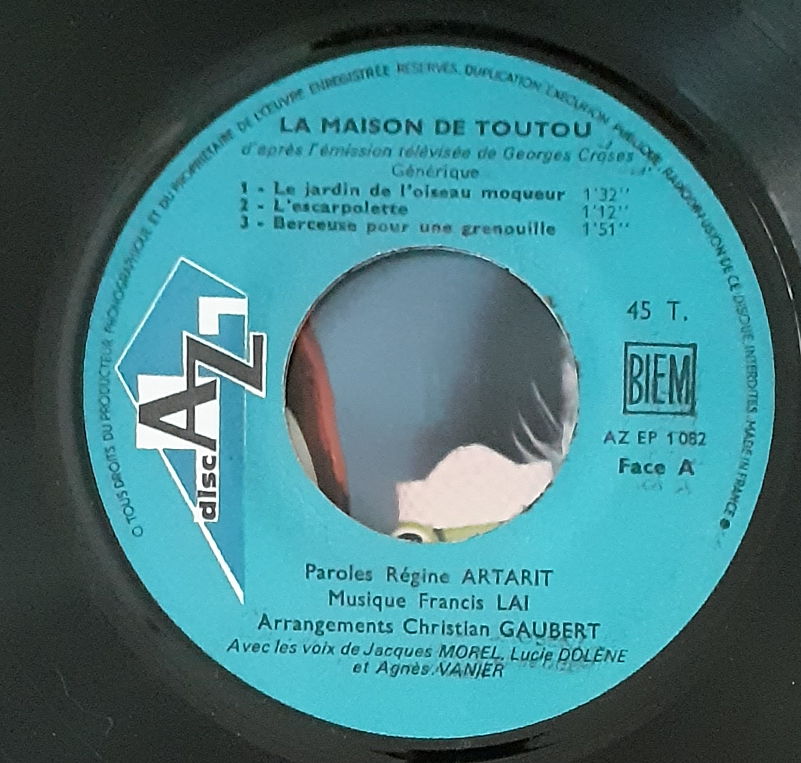 O TOUS DROITS DU PRODUCTEUR PHONOGRAPHIQUE ET DU PROPRIÉTAIRE DE L'ŒUVRE ENREGISTRÉE RÉSERVÉS. DUPLICATION, EXÉCUTION PUBLIQUE, RADIODIFFUSION DE CE DISQUE INTERDITES. MADE IN FRANCE
LA MAISON DE TOUTOU
d'après l'émission télévisée de Georges Croses
Générique
1 - Le jardin de l'oiseau moqueur 1'32''
2 - L'escarpolette 1'12''
3 - Berceuse pour une grenouille 1'51''
disc AZ
45 T.
BIEM
AZ EP 1082
Face A
Paroles Régine ARTARIT
Musique Francis LAI
Arrangements Christian GAUBERT
Avec les voix de Jacques MOREL, Lucie DOLÈNE
et Agnès VANIER